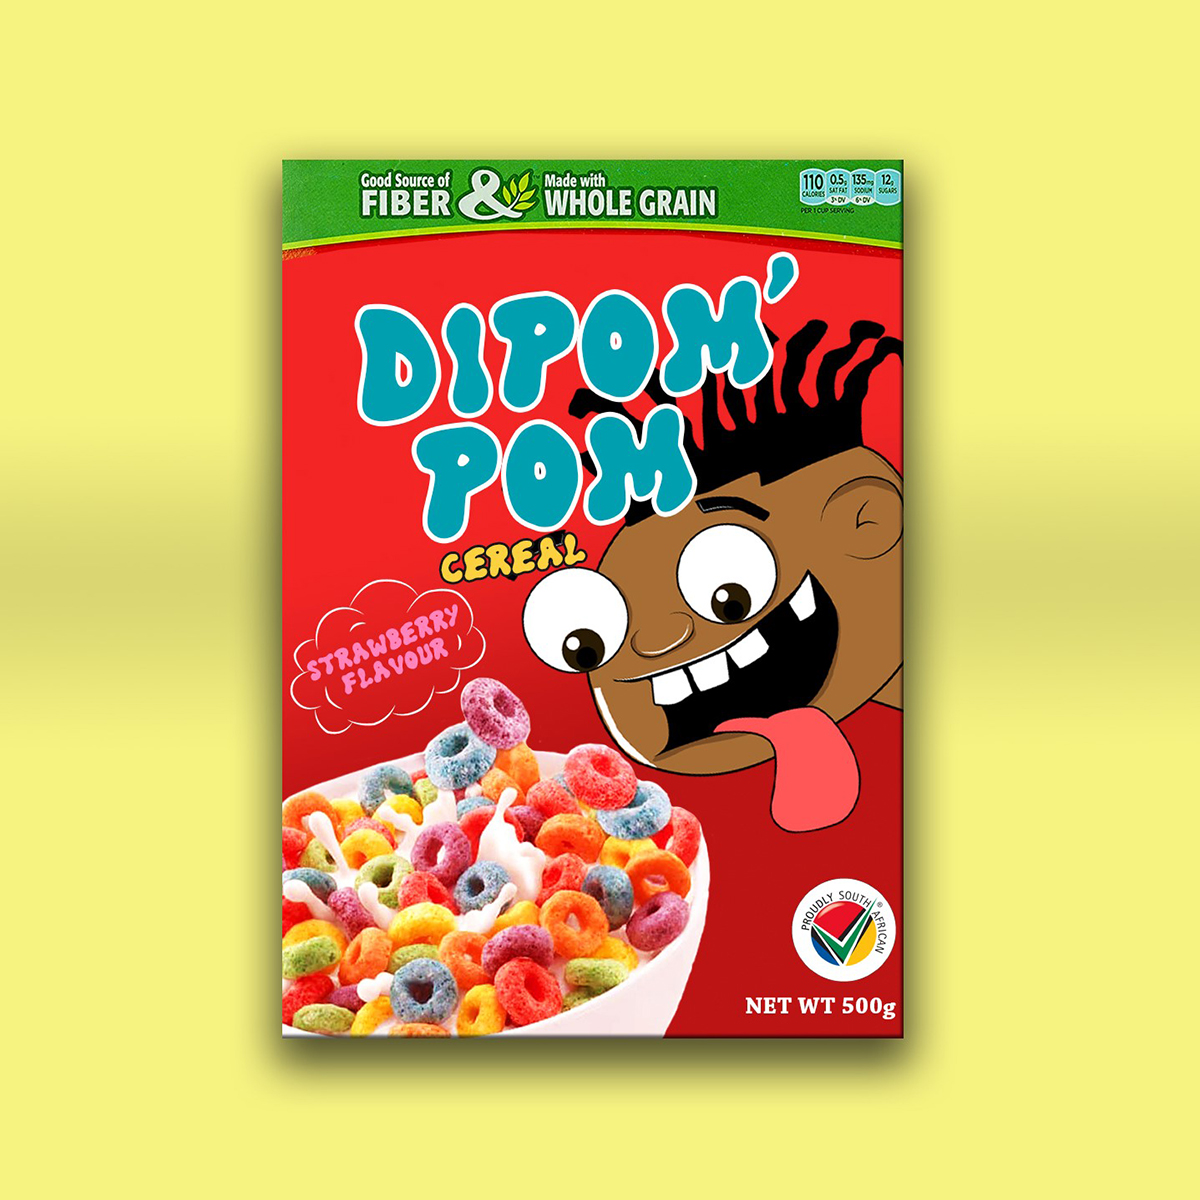 Good Source of
FIBER & Made with
WHOLE GRAIN
110
CALORIES
0.5g
SAT FAT
3% DV
135mg
SODIUM
6% DV
12g
SUGARS
PER 1 CUP SERVING
DIPOM'
POM
CEREAL
STRAWBERRY
FLAVOUR
PROUDLY SOUTH AFRICAN
®
NET WT 500g